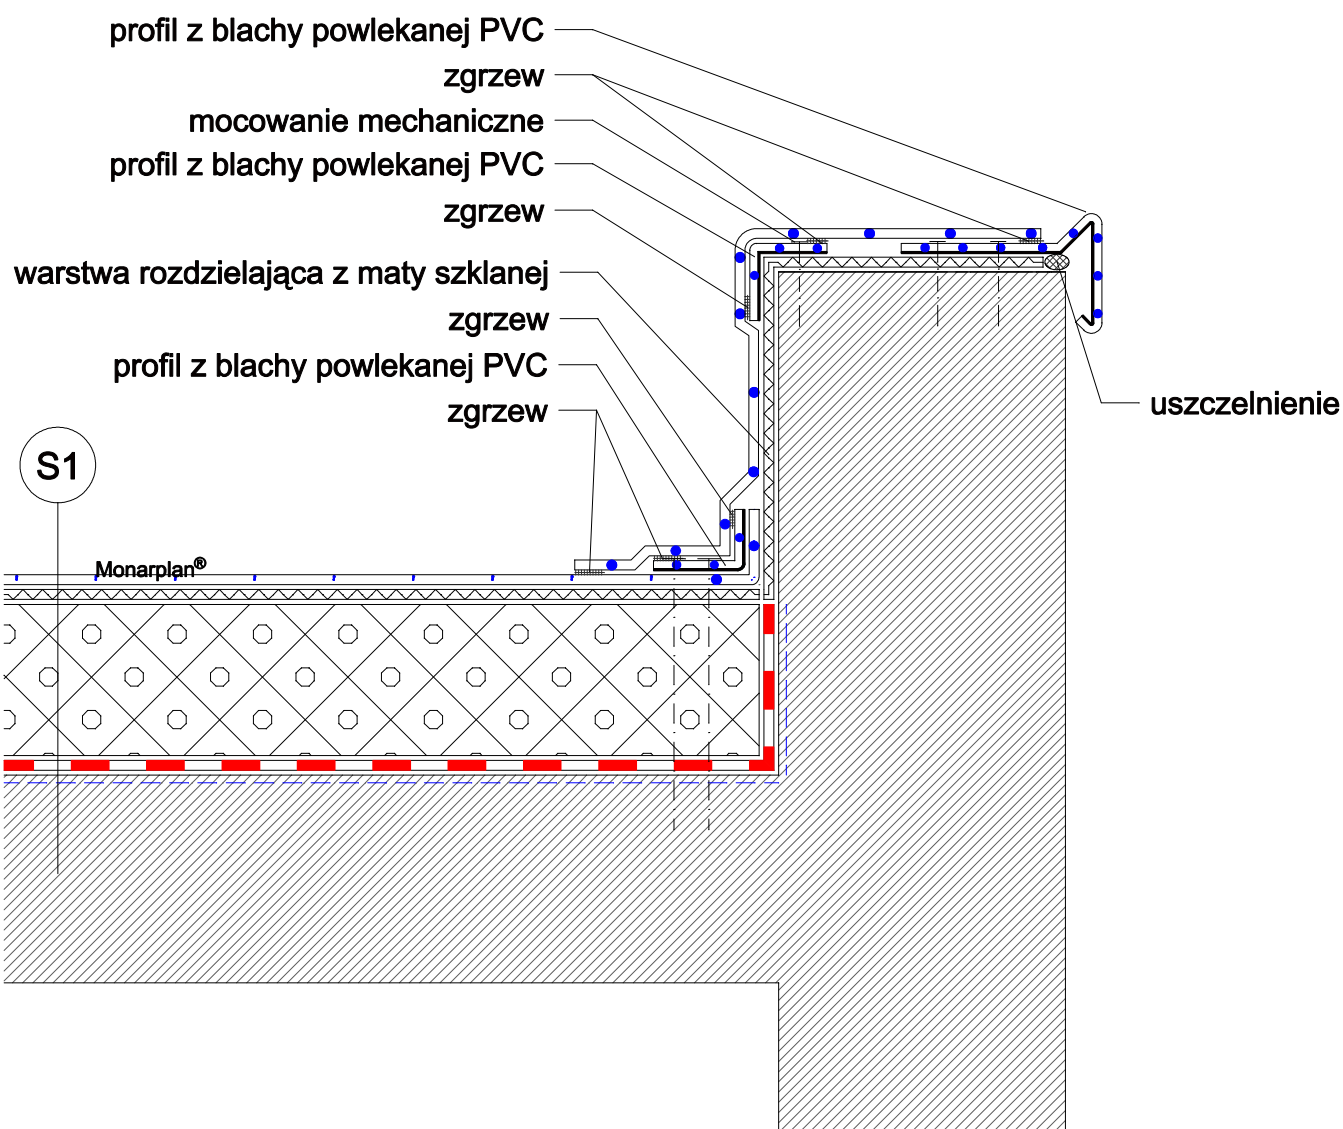 profil z blachy powlekanej PVC
zgrzew
mocowanie mechaniczne
profil z blachy powlekanej PVC
zgrzew
warstwa rozdzielająca z maty szklanej
zgrzew
profil z blachy powlekanej PVC
zgrzew
uszczelnienie
S1
Monarplan®